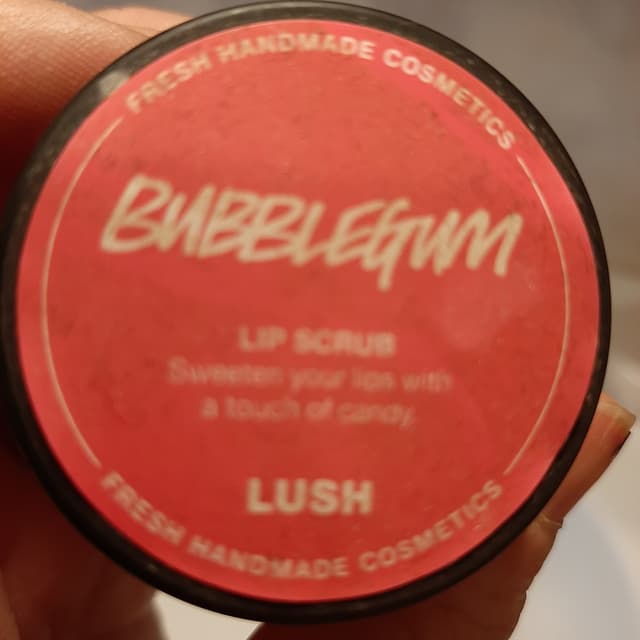 FRESH HANDMADE COSMETICS
BUBBLEGUM
LIP SCRUB
Sweeten your lips with
a touch of candy.
LUSH
FRESH HANDMADE COSMETICS